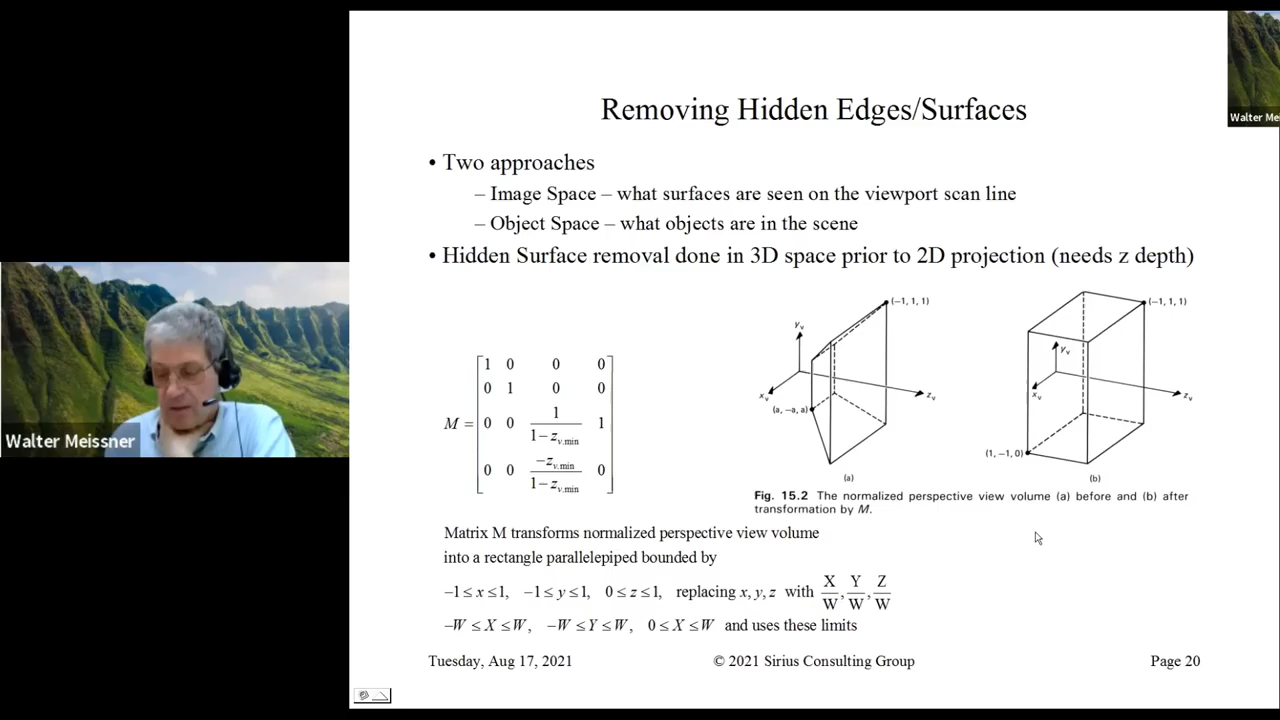 Removing Hidden Edges/Surfaces
• Two approaches
– Image Space – what surfaces are seen on the viewport scan line
– Object Space – what objects are in the scene
• Hidden Surface removal done in 3D space prior to 2D projection (needs z depth)
M = [1 0 0 0
0 1 0 0
0 0 1/(1 − z_v.min) 1
0 0 −z_v.min/(1 − z_v.min) 0]
y_v
(−1, 1, 1)
x_v
z_v
(a, −a, a)
(a)
(−1, 1, 1)
y_v
x_v
z_v
(1, −1, 0)
(b)
Fig. 15.2 The normalized perspective view volume (a) before and (b) after
transformation by M.
Matrix M transforms normalized perspective view volume
into a rectangle parallelepiped bounded by
−1 ≤ x ≤ 1, −1 ≤ y ≤ 1, 0 ≤ z ≤ 1, replacing x, y, z with X/W, Y/W, Z/W
−W ≤ X ≤ W, −W ≤ Y ≤ W, 0 ≤ X ≤ W and uses these limits
Tuesday, Aug 17, 2021 © 2021 Sirius Consulting Group Page 20
Walter Meissner
Walter Mei